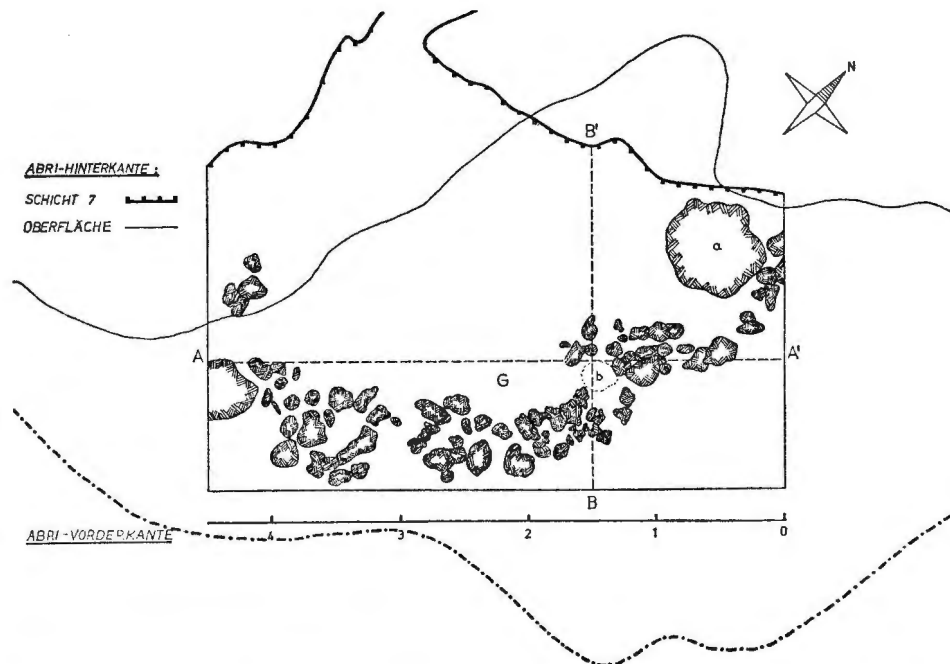 N
B'
ABRI-HINTERKANTE:
SCHICHT 7
OBERFLÄCHE
a
A
A'
G
b
B
ABRI-VORDERKANTE
4 3 2 1 0